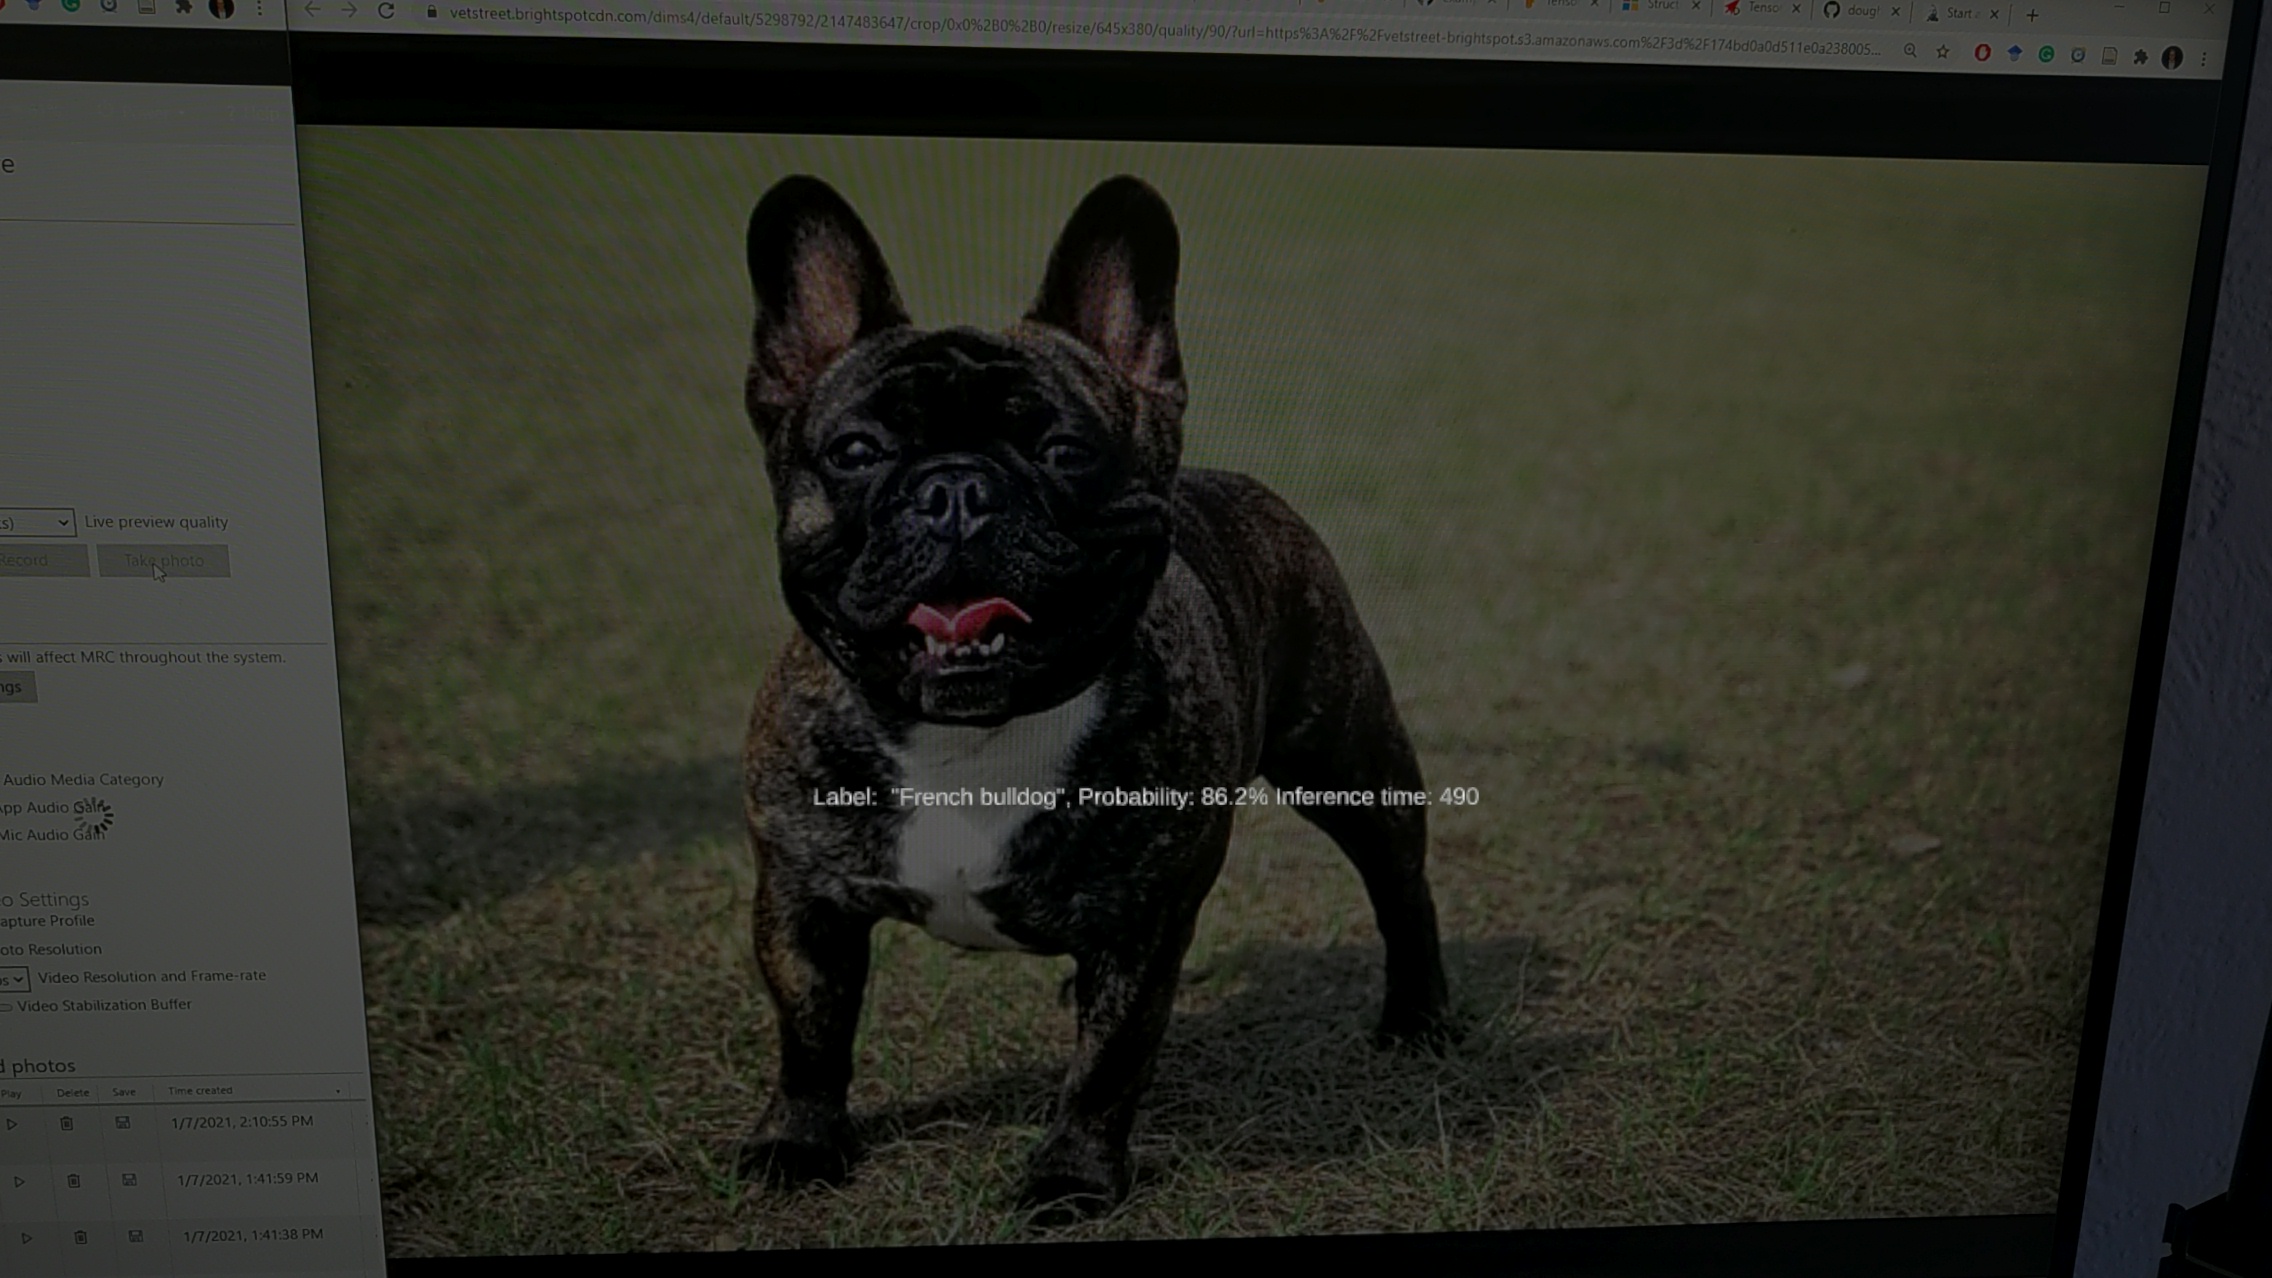 Struct
Tenso
doug!
Start a
vetstreet.brightspotcdn.com/dims4/default/5298792/2147483647/crop/0x0%2B0%2B0/resize/645x380/quality/90/?url=https%3A%2F%2Fvetstreet-brightspot.s3.amazonaws.com%2F3d%2F174bd0a0d511e0a238005...
e
s)
Live preview quality
Record
Take photo
will affect MRC throughout the system.
ngs
Label: "French bulldog", Probability: 86.2% Inference time: 490
Audio Media Category
App Audio Gain
Mic Audio Gain
o Settings
apture Profile
oto Resolution
Video Resolution and Frame-rate
Video Stabilization Buffer
d photos
Play Delete Save Time created
1/7/2021, 2:10:55 PM
1/7/2021, 1:41:59 PM
1/7/2021, 1:41:38 PM